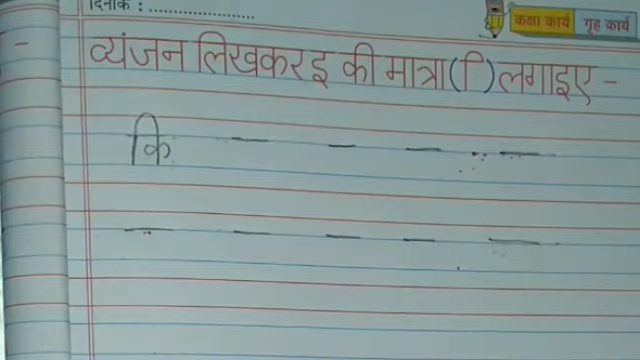 दिनांक : ........................
कक्षा कार्य गृह कार्य
व्यंजन लिखकर इ की मात्रा (ि) लगाइए -
कि — — — —
— — — — —